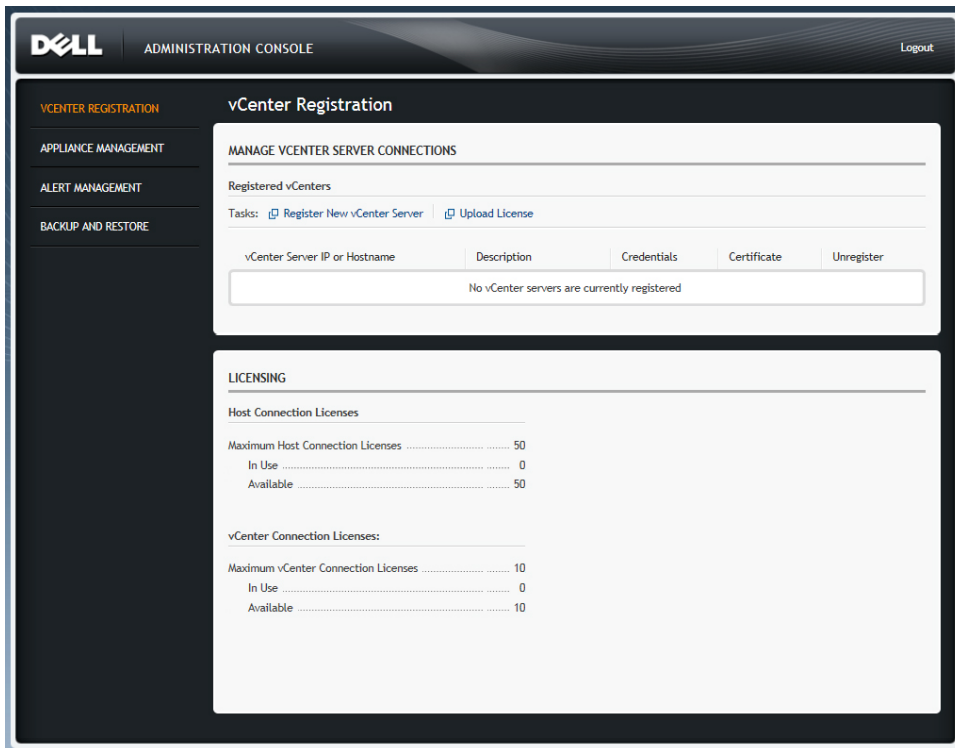 DELL ADMINISTRATION CONSOLE Logout
VCENTER REGISTRATION
APPLIANCE MANAGEMENT
ALERT MANAGEMENT
BACKUP AND RESTORE
vCenter Registration
MANAGE VCENTER SERVER CONNECTIONS
Registered vCenters
Tasks: Register New vCenter Server Upload License
vCenter Server IP or Hostname Description Credentials Certificate Unregister
No vCenter servers are currently registered
LICENSING
Host Connection Licenses
Maximum Host Connection Licenses ........ 50
In Use ........ 0
Available ........ 50
vCenter Connection Licenses:
Maximum vCenter Connection Licenses ........ 10
In Use ........ 0
Available ........ 10